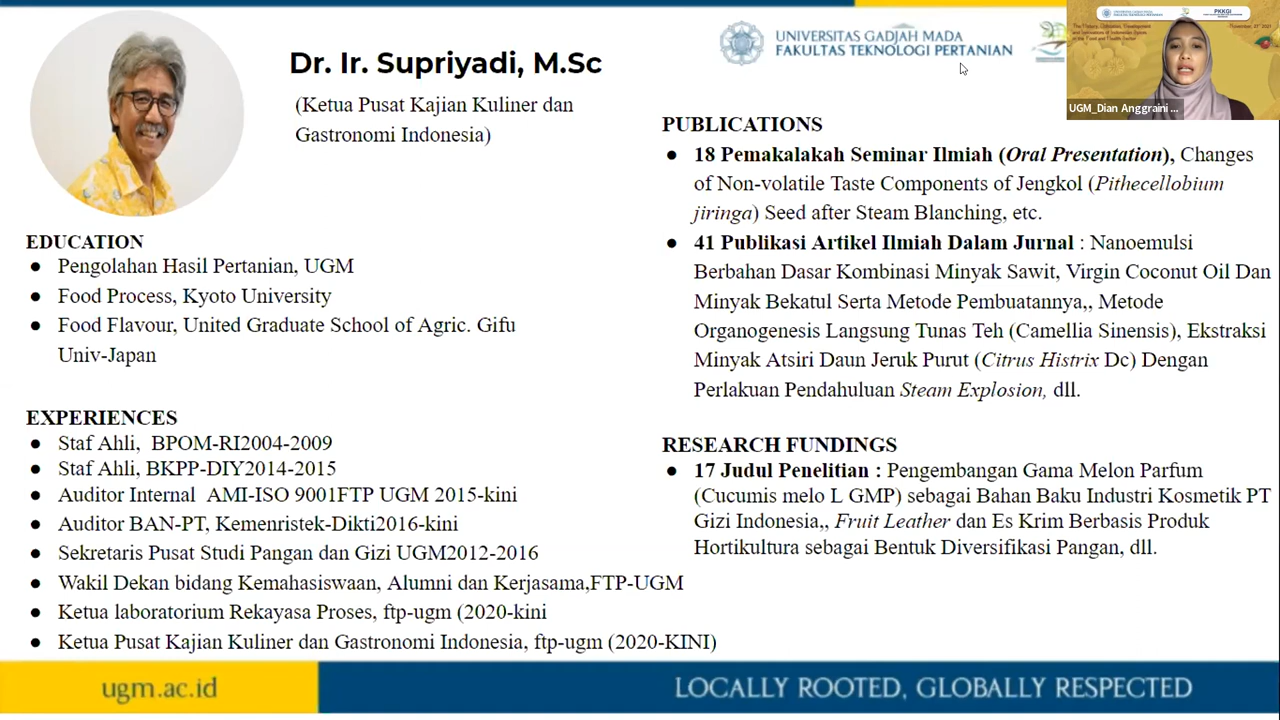 Dr. Ir. Supriyadi, M.Sc
(Ketua Pusat Kajian Kuliner dan
Gastronomi Indonesia)
EDUCATION
● Pengolahan Hasil Pertanian, UGM
● Food Process, Kyoto University
● Food Flavour, United Graduate School of Agric. Gifu
Univ-Japan
EXPERIENCES
● Staf Ahli, BPOM-RI2004-2009
● Staf Ahli, BKPP-DIY2014-2015
● Auditor Internal AMI-ISO 9001FTP UGM 2015-kini
● Auditor BAN-PT, Kemenristek-Dikti2016-kini
● Sekretaris Pusat Studi Pangan dan Gizi UGM2012-2016
● Wakil Dekan bidang Kemahasiswaan, Alumni dan Kerjasama,FTP-UGM
● Ketua laboratorium Rekayasa Proses, ftp-ugm (2020-kini
● Ketua Pusat Kajian Kuliner dan Gastronomi Indonesia, ftp-ugm (2020-KINI)
UNIVERSITAS GADJAH MADA
FAKULTAS TEKNOLOGI PERTANIAN
PKKGI
UGM_Dian Anggraini ...
PUBLICATIONS
● 18 Pemakalakah Seminar Ilmiah (Oral Presentation), Changes
of Non-volatile Taste Components of Jengkol (Pithecellobium
jiringa) Seed after Steam Blanching, etc.
● 41 Publikasi Artikel Ilmiah Dalam Jurnal : Nanoemulsi
Berbahan Dasar Kombinasi Minyak Sawit, Virgin Coconut Oil Dan
Minyak Bekatul Serta Metode Pembuatannya,, Metode
Organogenesis Langsung Tunas Teh (Camellia Sinensis), Ekstraksi
Minyak Atsiri Daun Jeruk Purut (Citrus Histrix Dc) Dengan
Perlakuan Pendahuluan Steam Explosion, dll.
RESEARCH FUNDINGS
● 17 Judul Penelitian : Pengembangan Gama Melon Parfum
(Cucumis melo L GMP) sebagai Bahan Baku Industri Kosmetik PT
Gizi Indonesia,, Fruit Leather dan Es Krim Berbasis Produk
Hortikultura sebagai Bentuk Diversifikasi Pangan, dll.
ugm.ac.id
LOCALLY ROOTED, GLOBALLY RESPECTED